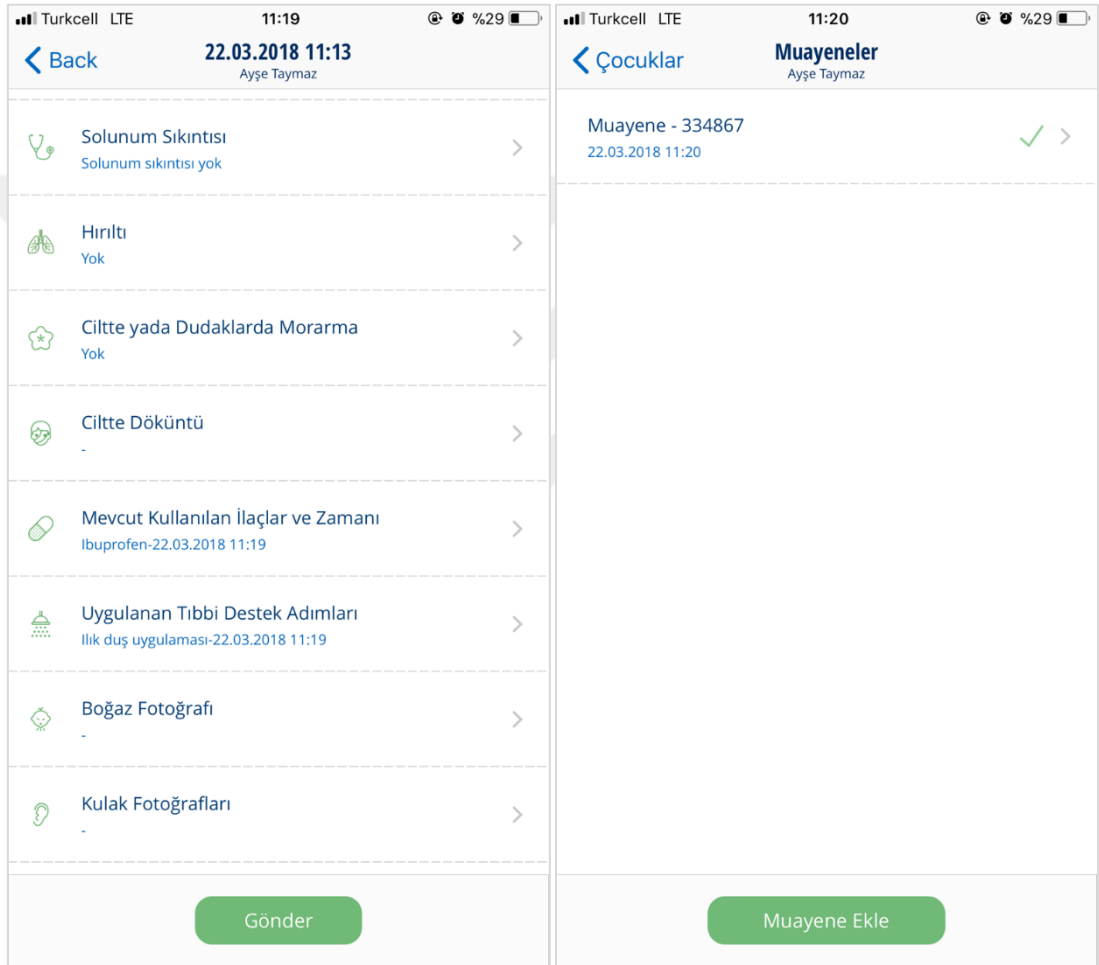 Turkcell LTE 11:19 %29
Back 22.03.2018 11:13
Ayşe Taymaz
Solunum Sıkıntısı
Solunum sıkıntısı yok
Hırıltı
Yok
Ciltte yada Dudaklarda Morarma
Yok
Ciltte Döküntü
-
Mevcut Kullanılan İlaçlar ve Zamanı
Ibuprofen-22.03.2018 11:19
Uygulanan Tıbbi Destek Adımları
Ilık duş uygulaması-22.03.2018 11:19
Boğaz Fotoğrafı
-
Kulak Fotoğrafları
-
Gönder
Turkcell LTE 11:20 %29
Çocuklar Muayeneler
Ayşe Taymaz
Muayene - 334867
22.03.2018 11:20
Muayene Ekle